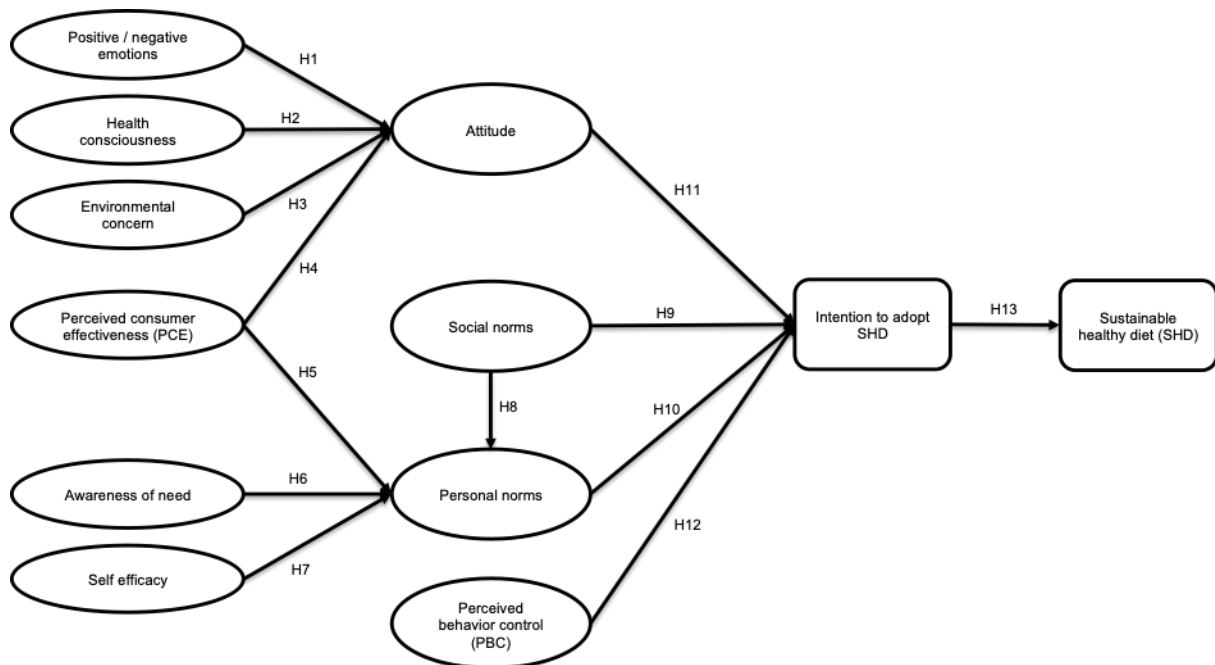 Positive / negative
emotions
H1
Health
consciousness
H2
Environmental
concern
H3
Perceived consumer
effectiveness (PCE)
H4
H5
Awareness of need
H6
Self efficacy
H7
Attitude
H11
Social norms
H9
H8
Personal norms
H10
Perceived
behavior control
(PBC)
H12
Intention to adopt
SHD
H13
Sustainable
healthy diet (SHD)